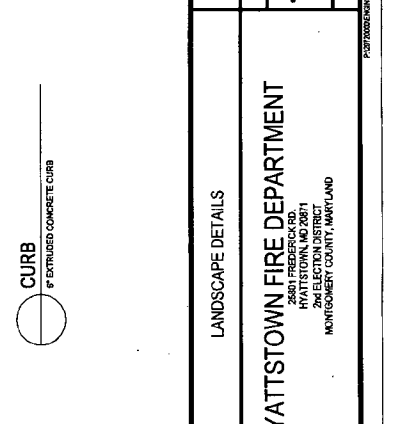 CURB
6" EXTRUDED CONCRETE CURB
LANDSCAPE DETAILS
YATTSTOWN FIRE DEPARTMENT
25801 FREDERICK RD.
HYATTSTOWN, MD 20871
2nd ELECTION DISTRICT
MONTGOMERY COUNTY, MARYLAND